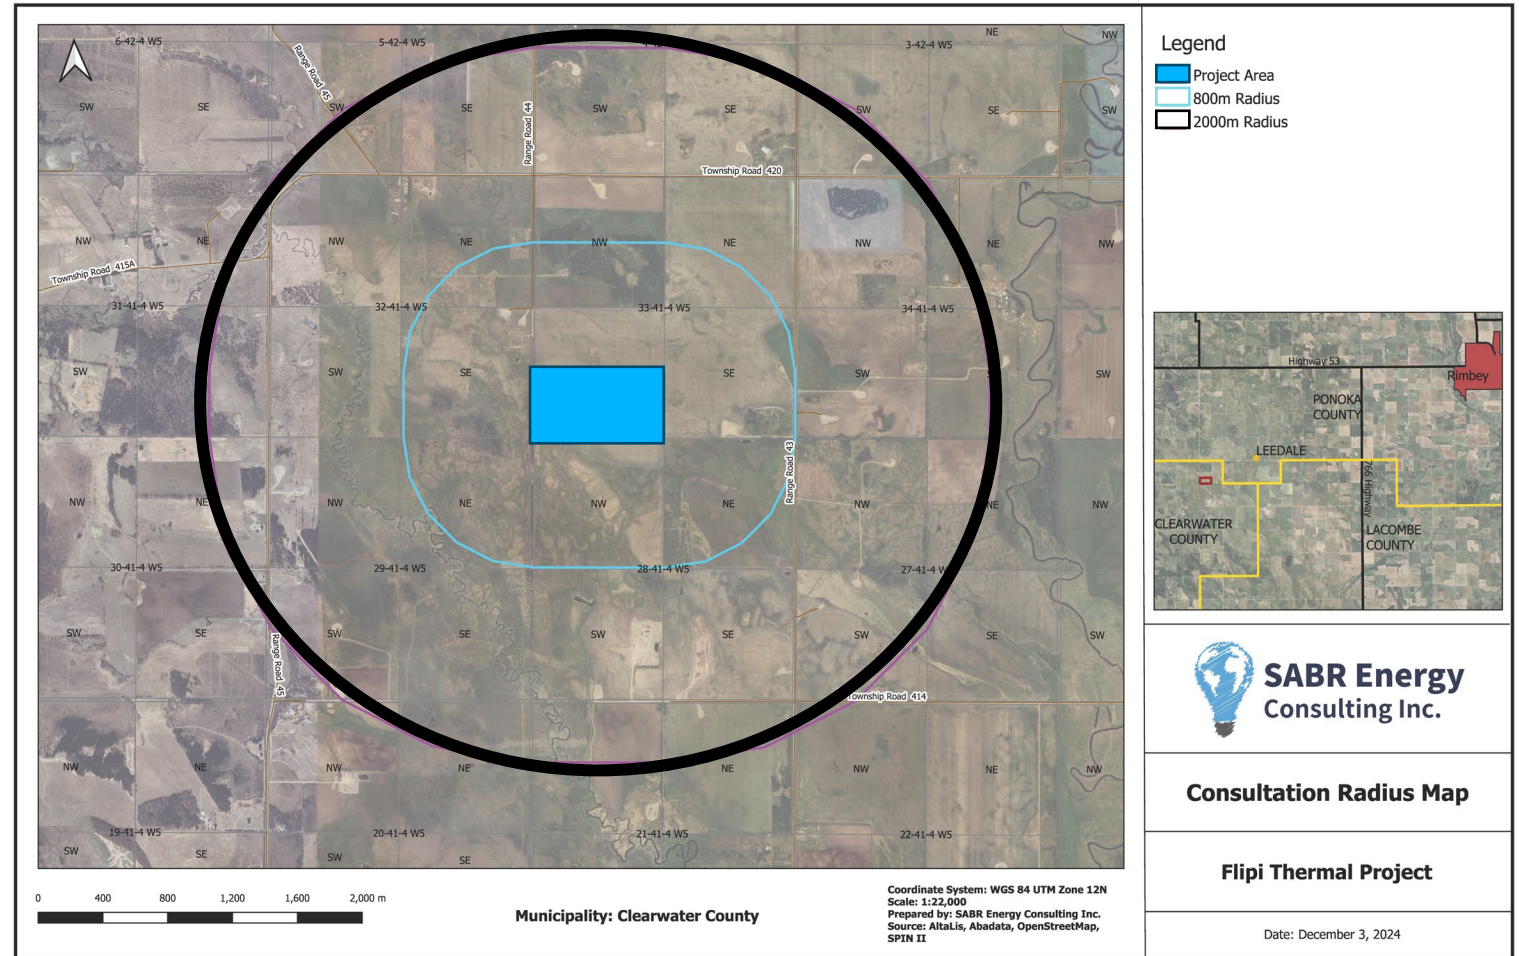 6-42-4 W5
5-42-4 W5
3-42-4 W5
NE
NW
Range Road 45
SW
SE
SW
SE
SW
SE
SW
SE
SW
Range Road 44
Township Road 420
NW
NE
NW
NE
NW
NE
NW
NE
NW
Township Road 415A
31-41-4 W5
32-41-4 W5
33-41-4 W5
34-41-4 W5
SW
SW
SE
SE
SW
SW
Range Road 43
NW
NE
NW
NE
NW
NE
NW
NE
NW
30-41-4 W5
29-41-4 W5
28-41-4 W5
27-41-4 W
SW
SE
SW
SE
SW
SE
SW
SE
SW
Range Road 45
Township Road 414
NW
NE
NW
NE
NE
NW
NE
NW
19-41-4 W5
20-41-4 W5
21-41-4 W5
22-41-4 W5
SW
SE
SW
SE
0 400 800 1,200 1,600 2,000 m
Municipality: Clearwater County
Coordinate System: WGS 84 UTM Zone 12N
Scale: 1:22,000
Prepared by: SABR Energy Consulting Inc.
Source: AltaLis, Abadata, OpenStreetMap,
SPIN II
Legend
Project Area
800m Radius
2000m Radius
Highway 53
Rimbey
PONOKA
COUNTY
LEEDALE
766 Highway
CLEARWATER
COUNTY
LACOMBE
COUNTY
SABR Energy
Consulting Inc.
Consultation Radius Map
Flipi Thermal Project
Date: December 3, 2024